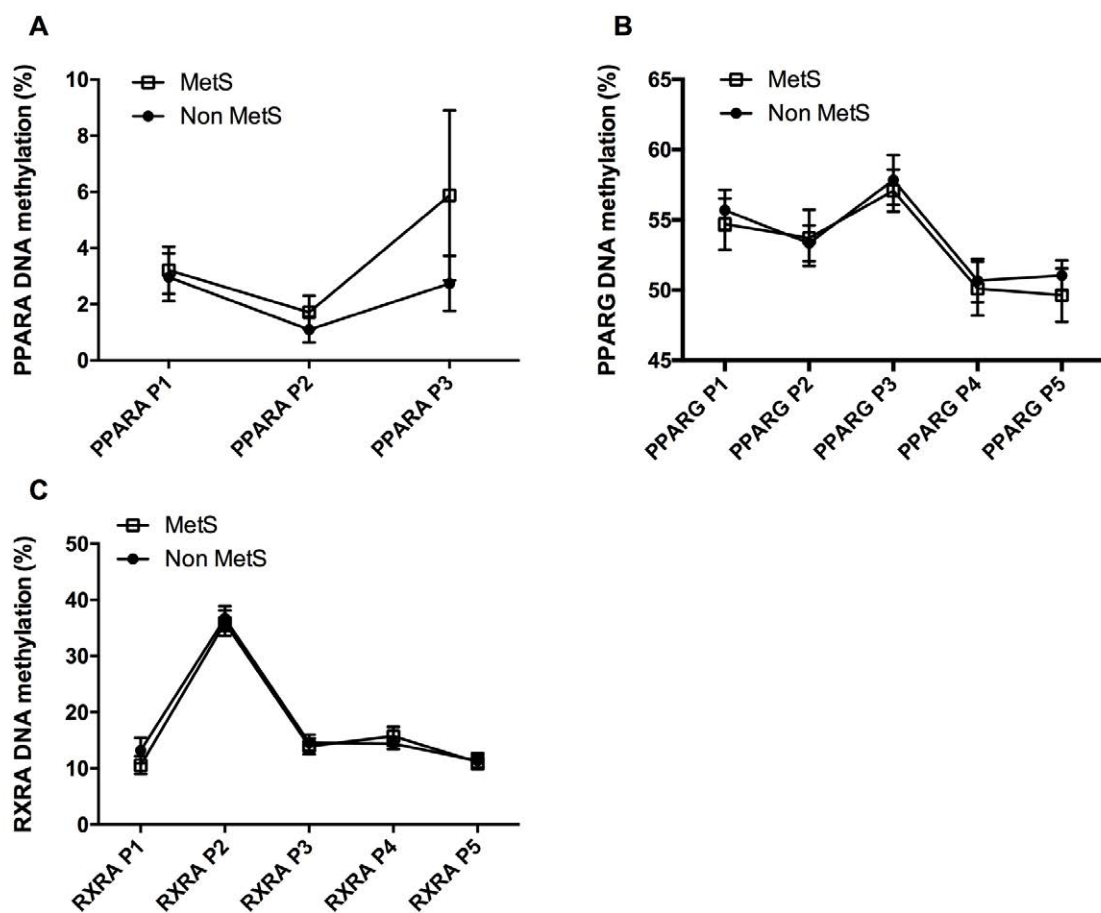 A
PPARA DNA methylation (%)
MetS
Non MetS
10
8
6
4
2
0
PPARA P1
PPARA P2
PPARA P3
B
PPARG DNA methylation (%)
MetS
Non MetS
65
60
55
50
45
PPARG P1
PPARG P2
PPARG P3
PPARG P4
PPARG P5
C
RXRA DNA methylation (%)
MetS
Non MetS
50
40
30
20
10
0
RXRA P1
RXRA P2
RXRA P3
RXRA P4
RXRA P5